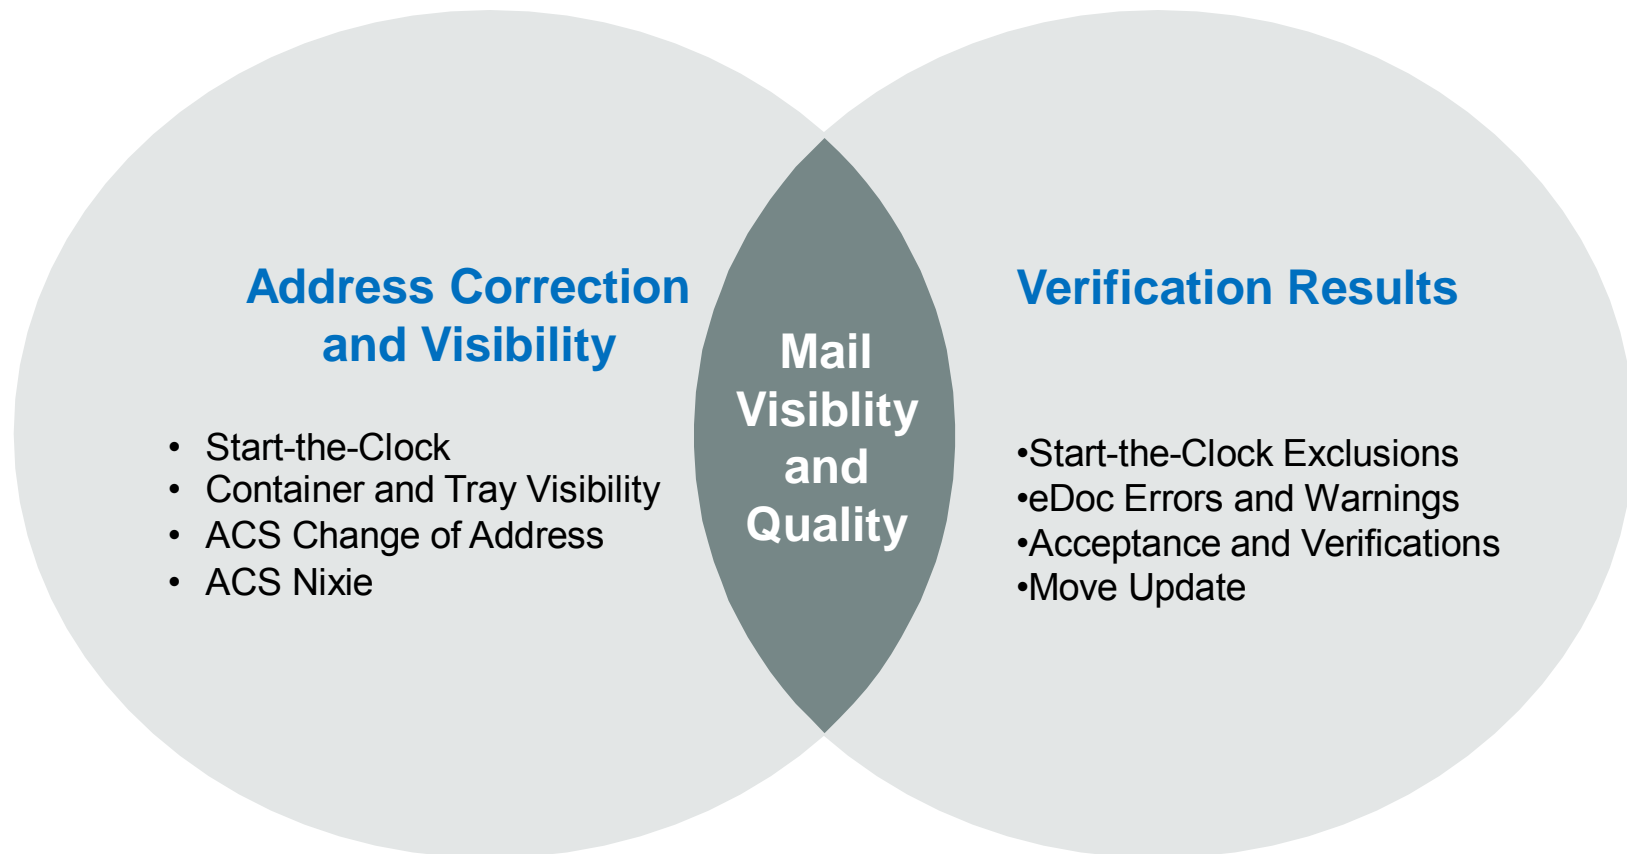 Address Correction
and Visibility
• Start-the-Clock
• Container and Tray Visibility
• ACS Change of Address
• ACS Nixie
Mail
Visiblity
and
Quality
Verification Results
•Start-the-Clock Exclusions
•eDoc Errors and Warnings
•Acceptance and Verifications
•Move Update